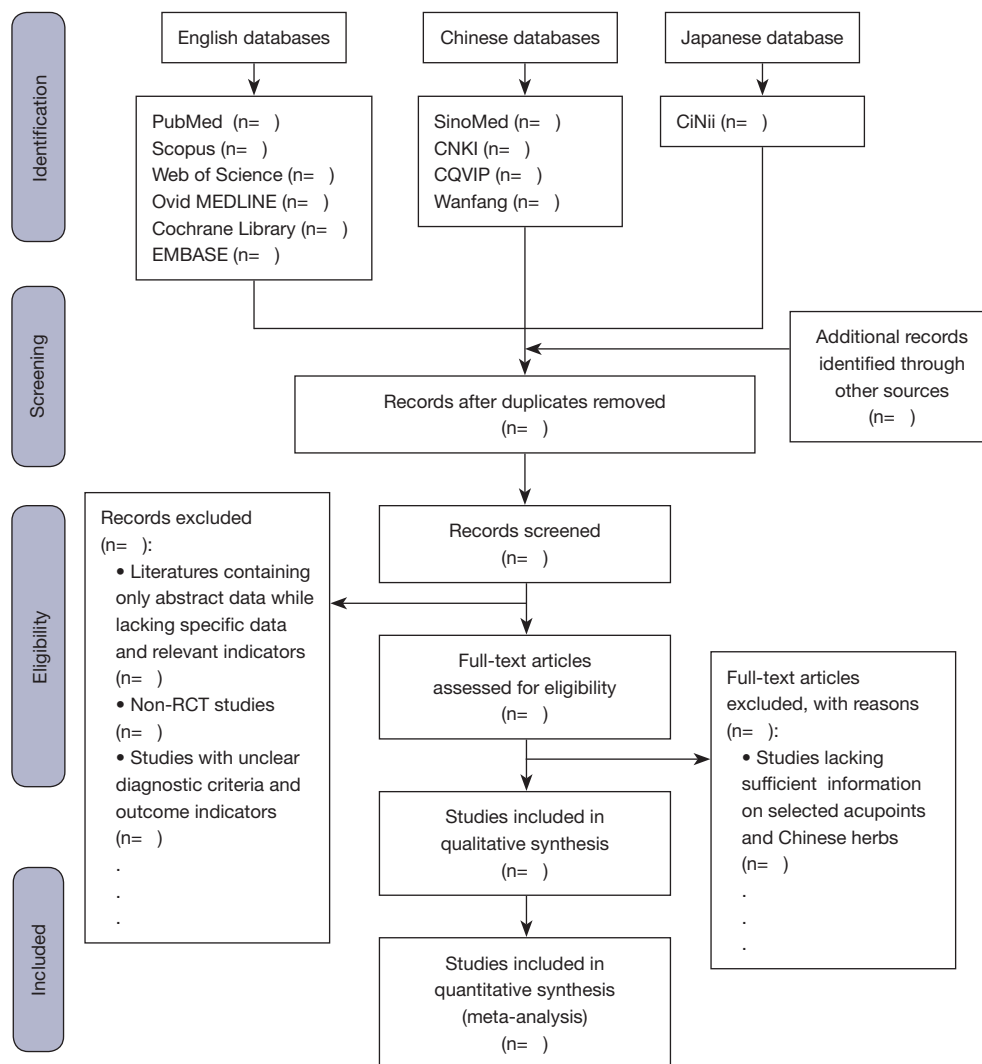 Identification
English databases
Chinese databases
Japanese database
PubMed (n= )
Scopus (n= )
Web of Science (n= )
Ovid MEDLINE (n= )
Cochrane Library (n= )
EMBASE (n= )
SinoMed (n= )
CNKI (n= )
CQVIP (n= )
Wanfang (n= )
CiNii (n= )
Screening
Additional records
identified through
other sources
(n= )
Records after duplicates removed
(n= )
Eligibility
Records screened
(n= )
Records excluded
(n= ):
• Literatures containing
only abstract data while
lacking specific data
and relevant indicators
(n= )
• Non-RCT studies
(n= )
• Studies with unclear
diagnostic criteria and
outcome indicators
(n= )
.
.
.
Full-text articles
assessed for eligibility
(n= )
Full-text articles
excluded, with reasons
(n= ):
• Studies lacking
sufficient information
on selected acupoints
and Chinese herbs
(n= )
.
.
.
Studies included in
qualitative synthesis
(n= )
Included
Studies included in
quantitative synthesis
(meta-analysis)
(n= )